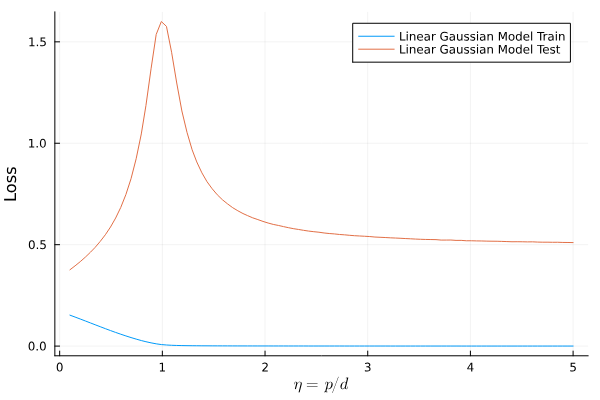 Linear Gaussian Model Train
Linear Gaussian Model Test
1.5
1.0
0.5
0.0
Loss
0 1 2 3 4 5
η = p/d